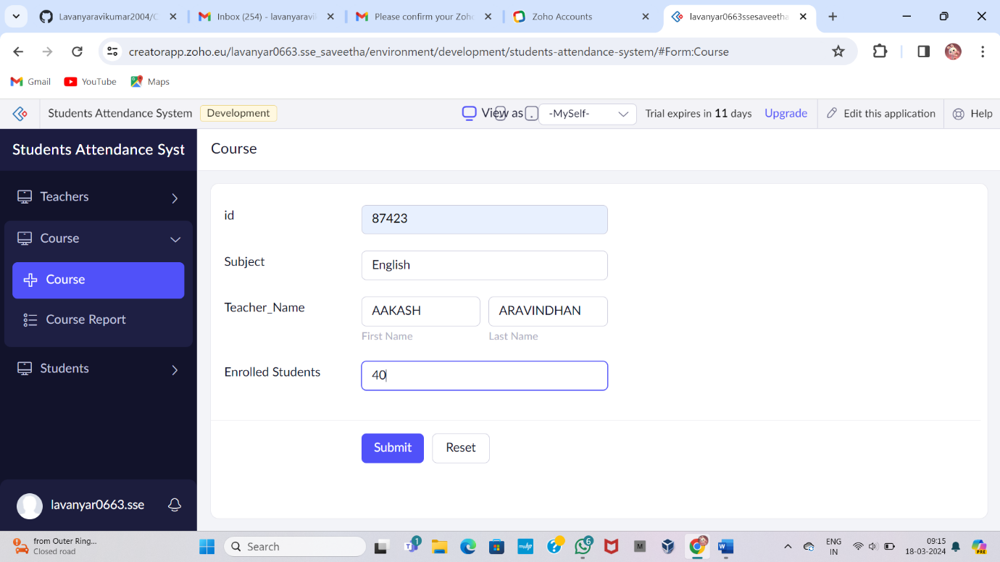 Lavanyaravikumar2004/C
Inbox (254) - lavanyaravi
Please confirm your Zoho
Zoho Accounts
lavanyar0663ssesaveetha
creatorapp.zoho.eu/lavanyar0663.sse_saveetha/environment/development/students-attendance-system/#Form:Course
Gmail
YouTube
Maps
Students Attendance System
Development
View as
-MySelf-
Trial expires in 11 days
Upgrade
Edit this application
Help
Students Attendance Syst
Teachers
Course
Course
Course Report
Students
lavanyar0663.sse
Course
id
87423
Subject
English
Teacher_Name
AAKASH
ARAVINDHAN
First Name
Last Name
Enrolled Students
40
Submit
Reset
from Outer Ring...
Closed road
Search
1
myhp
6
M
W
ENG
IN
09:15
18-03-2024
PRE